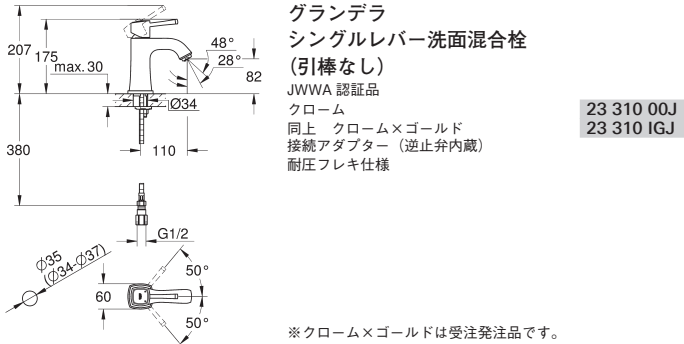 グランデラ
シングルレバー洗面混合栓
(引棒なし)
JWWA 認証品
クローム 23 310 00J
同上 クローム×ゴールド 23 310 IGJ
接続アダプター（逆止弁内蔵）
耐圧フレキ仕様
207
175
max.30
48°
28°
82
Ø34
380
110
G1/2
Ø35
(Ø34-Ø37)
60
50°
50°
※クローム×ゴールドは受注発注品です。